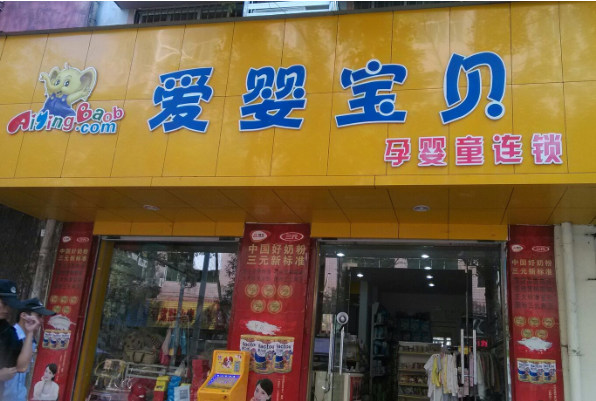 爱婴宝贝
AiyingBaob
.com
孕婴童连锁
三元
中国好奶粉
三元新标准
中国好奶粉
三元新标准
中国好奶粉
三元新标准